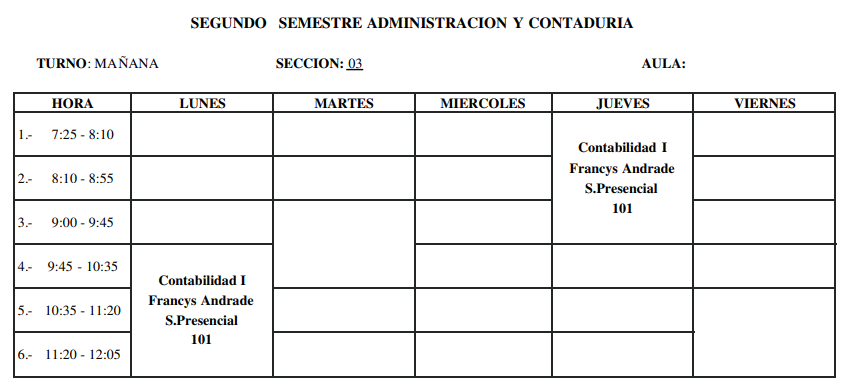 SEGUNDO SEMESTRE ADMINISTRACION Y CONTADURIA
TURNO: MAÑANA SECCION: 03 AULA:
HORA LUNES MARTES MIERCOLES JUEVES VIERNES
1.- 7:25 - 8:10
2.- 8:10 - 8:55
3.- 9:00 - 9:45
4.- 9:45 - 10:35
5.- 10:35 - 11:20
6.- 11:20 - 12:05
Contabilidad I
Francys Andrade
S.Presencial
101
Contabilidad I
Francys Andrade
S.Presencial
101